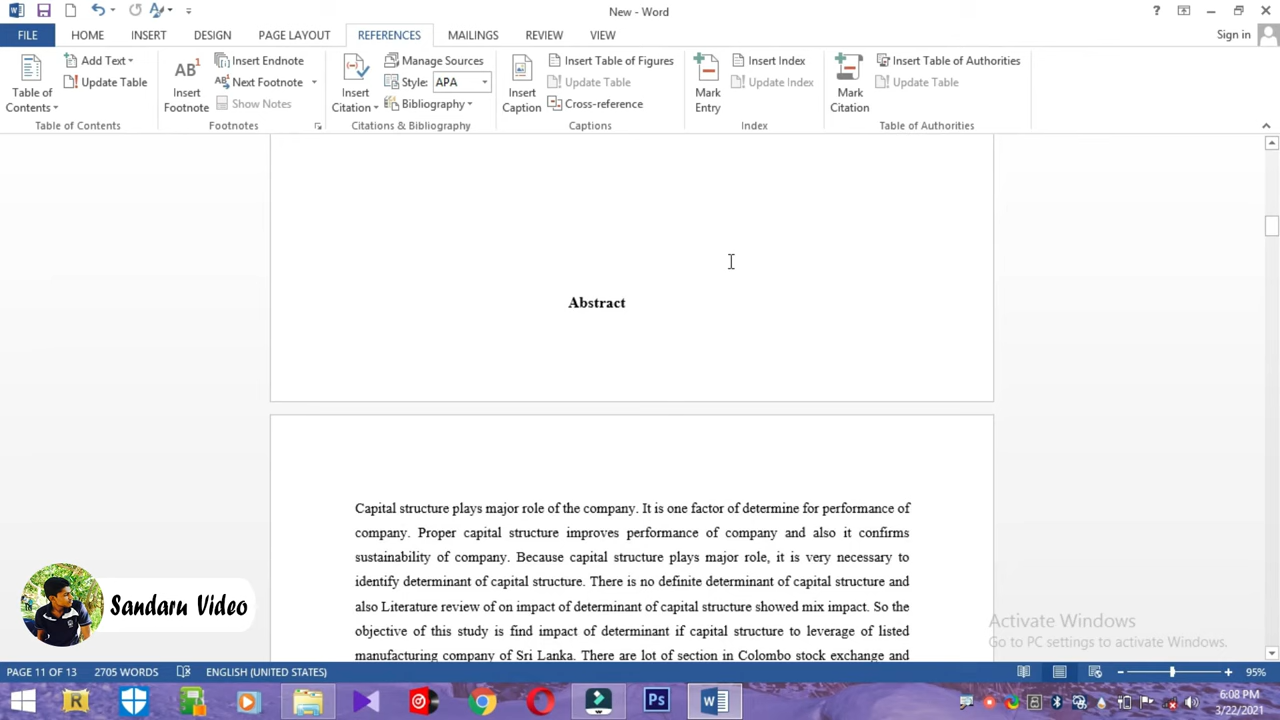 New - Word
Sign in
FILE HOME INSERT DESIGN PAGE LAYOUT REFERENCES MAILINGS REVIEW VIEW
Table of Contents
Add Text
Update Table
Table of Contents
AB1
Insert Footnote
Insert Endnote
Next Footnote
Show Notes
Footnotes
Insert Citation
Manage Sources
Style: APA
Bibliography
Citations & Bibliography
Insert Caption
Insert Table of Figures
Update Table
Cross-reference
Captions
Mark Entry
Insert Index
Update Index
Index
Mark Citation
Insert Table of Authorities
Update Table
Table of Authorities
Abstract
Capital structure plays major role of the company. It is one factor of determine for performance of
company. Proper capital structure improves performance of company and also it confirms
sustainability of company. Because capital structure plays major role, it is very necessary to
identify determinant of capital structure. There is no definite determinant of capital structure and
also Literature review of on impact of determinant of capital structure showed mix impact. So the
objective of this study is find impact of determinant if capital structure to leverage of listed
manufacturing company of Sri Lanka. There are lot of section in Colombo stock exchange and
Sandaru Video
Activate Windows
Go to PC settings to activate Windows.
PAGE 11 OF 13 2705 WORDS ENGLISH (UNITED STATES) 95%
R
Ps
6:08 PM
3/22/2021